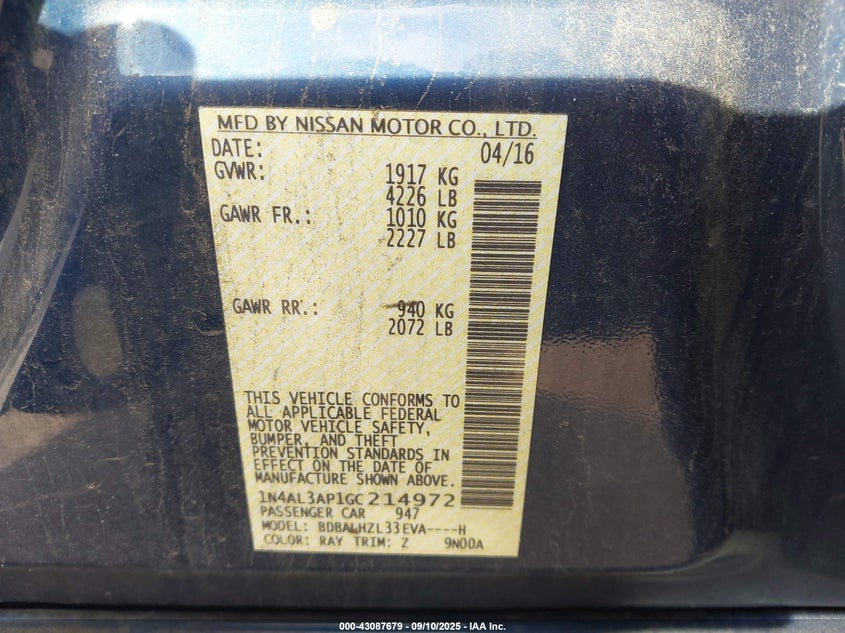 MFD BY NISSAN MOTOR CO., LTD.
DATE: 04/16
GVWR: 1917 KG
4226 LB
GAWR FR.: 1010 KG
2227 LB
GAWR RR.: 940 KG
2072 LB
THIS VEHICLE CONFORMS TO
ALL APPLICABLE FEDERAL
MOTOR VEHICLE SAFETY,
BUMPER, AND THEFT
PREVENTION STANDARDS IN
EFFECT ON THE DATE OF
MANUFACTURE SHOWN ABOVE.
1N4AL3AP1GC214972
PASSENGER CAR 947
MODEL: BDBALHZL33EVA----H
COLOR: RAY TRIM: Z 9N00A
000-43087679 - 09/10/2025 - IAA Inc.